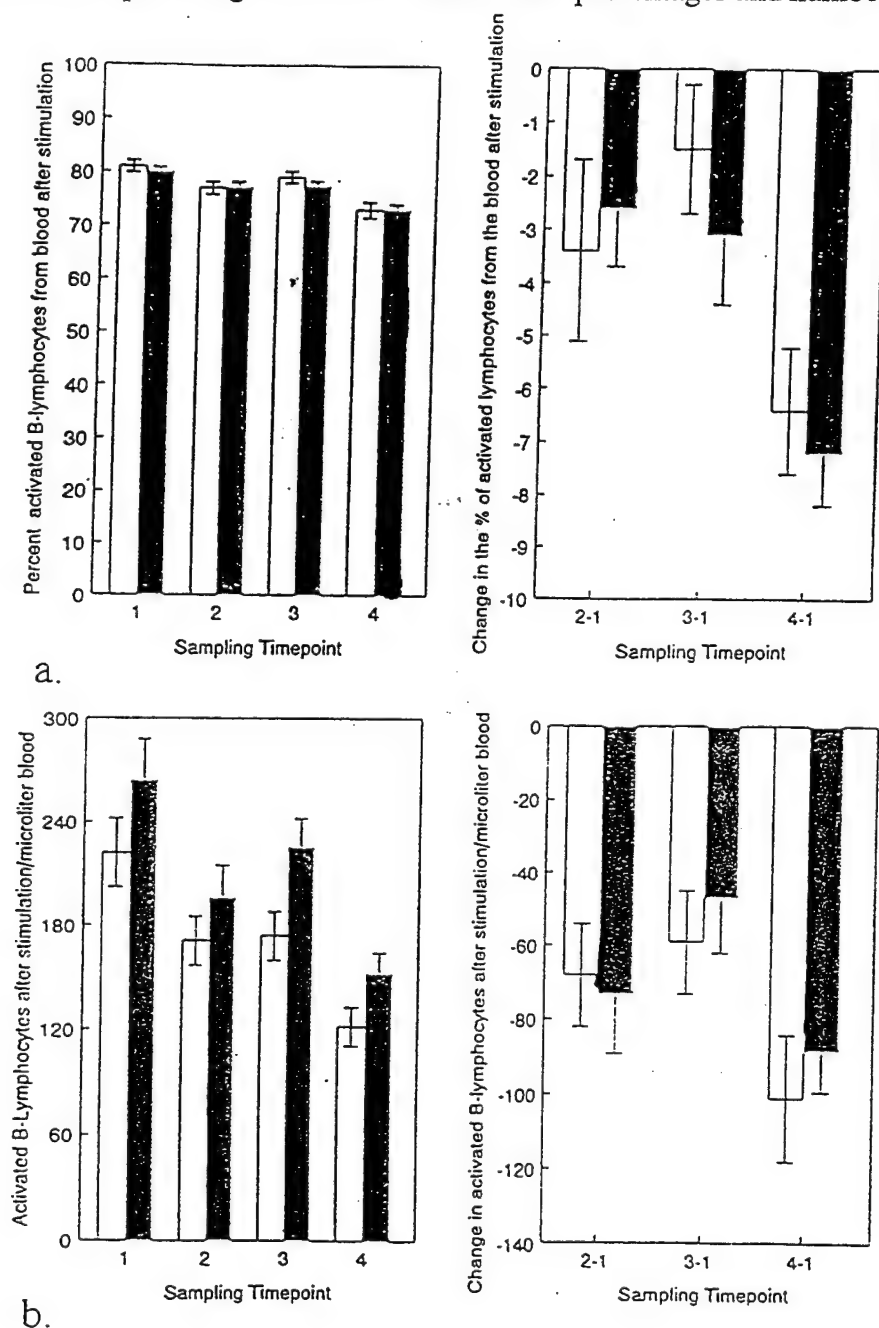 Percent activated B-lymphocytes from blood after stimulation
100
90
80
70
60
50
40
30
20
10
0
1 2 3 4
Sampling Timepoint
Change in the % of activated lymphocytes from the blood after stimulation
0
-1
-2
-3
-4
-5
-6
-7
-8
-9
-10
2-1 3-1 4-1
Sampling Timepoint
a.
Activated B-Lymphocytes after stimulation/microliter blood
300
240
180
120
60
0
1 2 3 4
Sampling Timepoint
Change in activated B-lymphocytes after stimulation/microliter blood
0
-20
-40
-60
-80
-100
-120
-140
2-1 3-1 4-1
Sampling Timepoint
b.